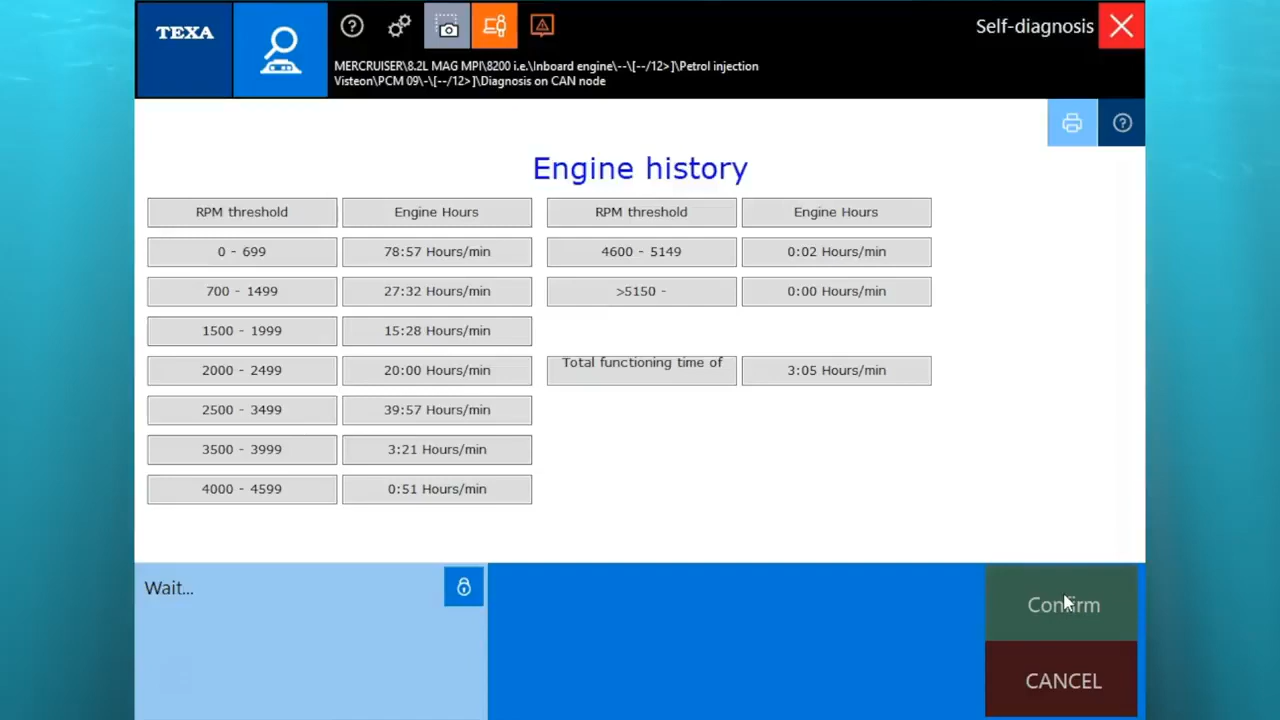 TEXA
Self-diagnosis
MERCRUISER\8.2L MAG MPI\8200 i.e.\Inboard engine\--\[--/12>]\Petrol injection
Visteon\PCM 09\-\[--/12>]\Diagnosis on CAN node
Engine history
RPM threshold Engine Hours RPM threshold Engine Hours
0 - 699 78:57 Hours/min 4600 - 5149 0:02 Hours/min
700 - 1499 27:32 Hours/min >5150 - 0:00 Hours/min
1500 - 1999 15:28 Hours/min
2000 - 2499 20:00 Hours/min Total functioning time of 3:05 Hours/min
2500 - 3499 39:57 Hours/min
3500 - 3999 3:21 Hours/min
4000 - 4599 0:51 Hours/min
Wait...
Confirm
CANCEL